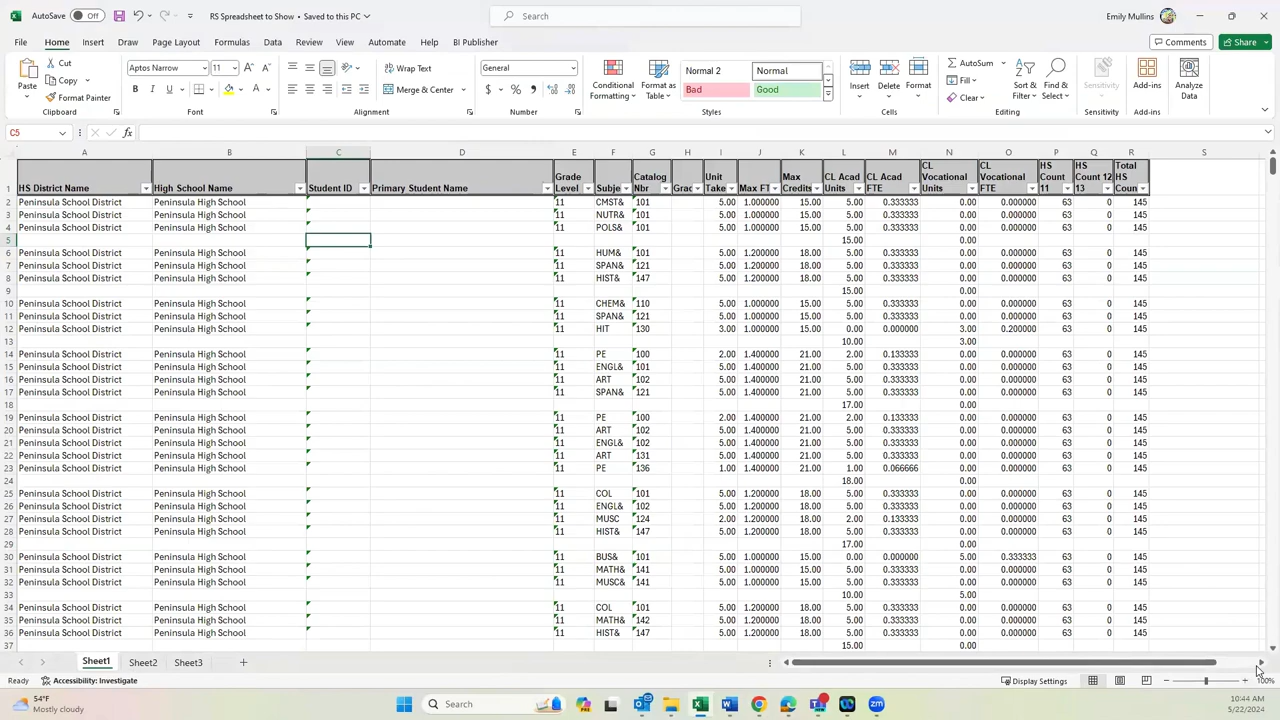 AutoSave Off RS Spreadsheet to Show • Saved to this PC Search Emily Mullins
File Home Insert Draw Page Layout Formulas Data Review View Automate Help BI Publisher Comments Share
Paste Cut Copy Format Painter Aptos Narrow 11 Wrap Text Merge & Center General Conditional Formatting Format as Table Normal 2 Normal Bad Good Insert Delete Format AutoSum Fill Clear Sort & Filter Find & Select Sensitivity Add-ins Analyze Data
Clipboard Font Alignment Number Styles Cells Editing Sensitivity Add-ins
C5 fx
A B C D E F G H I J K L M N O P Q R S
1 HS District Name High School Name Student ID Primary Student Name Grade Level Subje Catalog Nbr Grac Unit Take Max FT Max Credits CL Acad Units CL Acad FTE CL Vocational Units CL Vocational FTE HS Count 11 HS Count 12 13 Total HS Coun
2 Peninsula School District Peninsula High School 11 CMST& 101 5.00 1.000000 15.00 5.00 0.333333 0.00 0.000000 63 0 145
3 Peninsula School District Peninsula High School 11 NUTR& 101 5.00 1.000000 15.00 5.00 0.333333 0.00 0.000000 63 0 145
4 Peninsula School District Peninsula High School 11 POLS& 101 5.00 1.000000 15.00 5.00 0.333333 0.00 0.000000 63 0 145
5 15.00 0.00
6 Peninsula School District Peninsula High School 11 HUM& 101 5.00 1.200000 18.00 5.00 0.333333 0.00 0.000000 63 0 145
7 Peninsula School District Peninsula High School 11 SPAN& 121 5.00 1.200000 18.00 5.00 0.333333 0.00 0.000000 63 0 145
8 Peninsula School District Peninsula High School 11 HIST& 147 5.00 1.200000 18.00 5.00 0.333333 0.00 0.000000 63 0 145
9 15.00 0.00
10 Peninsula School District Peninsula High School 11 CHEM& 110 5.00 1.000000 15.00 5.00 0.333333 0.00 0.000000 63 0 145
11 Peninsula School District Peninsula High School 11 SPAN& 121 5.00 1.000000 15.00 5.00 0.333333 0.00 0.000000 63 0 145
12 Peninsula School District Peninsula High School 11 HIT 130 3.00 1.000000 15.00 0.00 0.000000 3.00 0.200000 63 0 145
13 10.00 3.00
14 Peninsula School District Peninsula High School 11 PE 100 2.00 1.400000 21.00 2.00 0.133333 0.00 0.000000 63 0 145
15 Peninsula School District Peninsula High School 11 ENGL& 101 5.00 1.400000 21.00 5.00 0.333333 0.00 0.000000 63 0 145
16 Peninsula School District Peninsula High School 11 ART 102 5.00 1.400000 21.00 5.00 0.333333 0.00 0.000000 63 0 145
17 Peninsula School District Peninsula High School 11 SPAN& 121 5.00 1.400000 21.00 5.00 0.333333 0.00 0.000000 63 0 145
18 17.00 0.00
19 Peninsula School District Peninsula High School 11 PE 100 2.00 1.400000 21.00 2.00 0.133333 0.00 0.000000 63 0 145
20 Peninsula School District Peninsula High School 11 ART 102 5.00 1.400000 21.00 5.00 0.333333 0.00 0.000000 63 0 145
21 Peninsula School District Peninsula High School 11 ENGL& 102 5.00 1.400000 21.00 5.00 0.333333 0.00 0.000000 63 0 145
22 Peninsula School District Peninsula High School 11 ART 131 5.00 1.400000 21.00 5.00 0.333333 0.00 0.000000 63 0 145
23 Peninsula School District Peninsula High School 11 PE 136 1.00 1.400000 21.00 1.00 0.066666 0.00 0.000000 63 0 145
24 18.00 0.00
25 Peninsula School District Peninsula High School 11 COL 101 5.00 1.200000 18.00 5.00 0.333333 0.00 0.000000 63 0 145
26 Peninsula School District Peninsula High School 11 ENGL& 102 5.00 1.200000 18.00 5.00 0.333333 0.00 0.000000 63 0 145
27 Peninsula School District Peninsula High School 11 MUSC 124 2.00 1.200000 18.00 2.00 0.133333 0.00 0.000000 63 0 145
28 Peninsula School District Peninsula High School 11 HIST& 147 5.00 1.200000 18.00 5.00 0.333333 0.00 0.000000 63 0 145
29 17.00 0.00
30 Peninsula School District Peninsula High School 11 BUS& 101 0.00 1.000000 15.00 0.00 0.000000 5.00 0.333333 63 0 145
31 Peninsula School District Peninsula High School 11 MATH& 141 5.00 1.000000 15.00 5.00 0.333333 0.00 0.000000 63 0 145
32 Peninsula School District Peninsula High School 11 MUSC& 141 5.00 1.000000 15.00 5.00 0.333333 0.00 0.000000 63 0 145
33 10.00 5.00
34 Peninsula School District Peninsula High School 11 COL 101 5.00 1.200000 18.00 5.00 0.333333 0.00 0.000000 63 0 145
35 Peninsula School District Peninsula High School 11 MATH& 142 5.00 1.200000 18.00 5.00 0.333333 0.00 0.000000 63 0 145
36 Peninsula School District Peninsula High School 11 HIST& 147 5.00 1.200000 18.00 5.00 0.333333 0.00 0.000000 63 0 145
37 15.00 0.00
Sheet1 Sheet2 Sheet3
Ready Accessibility: Investigate Display Settings 100%
54°F Mostly cloudy Search 10:44 AM 5/22/2024